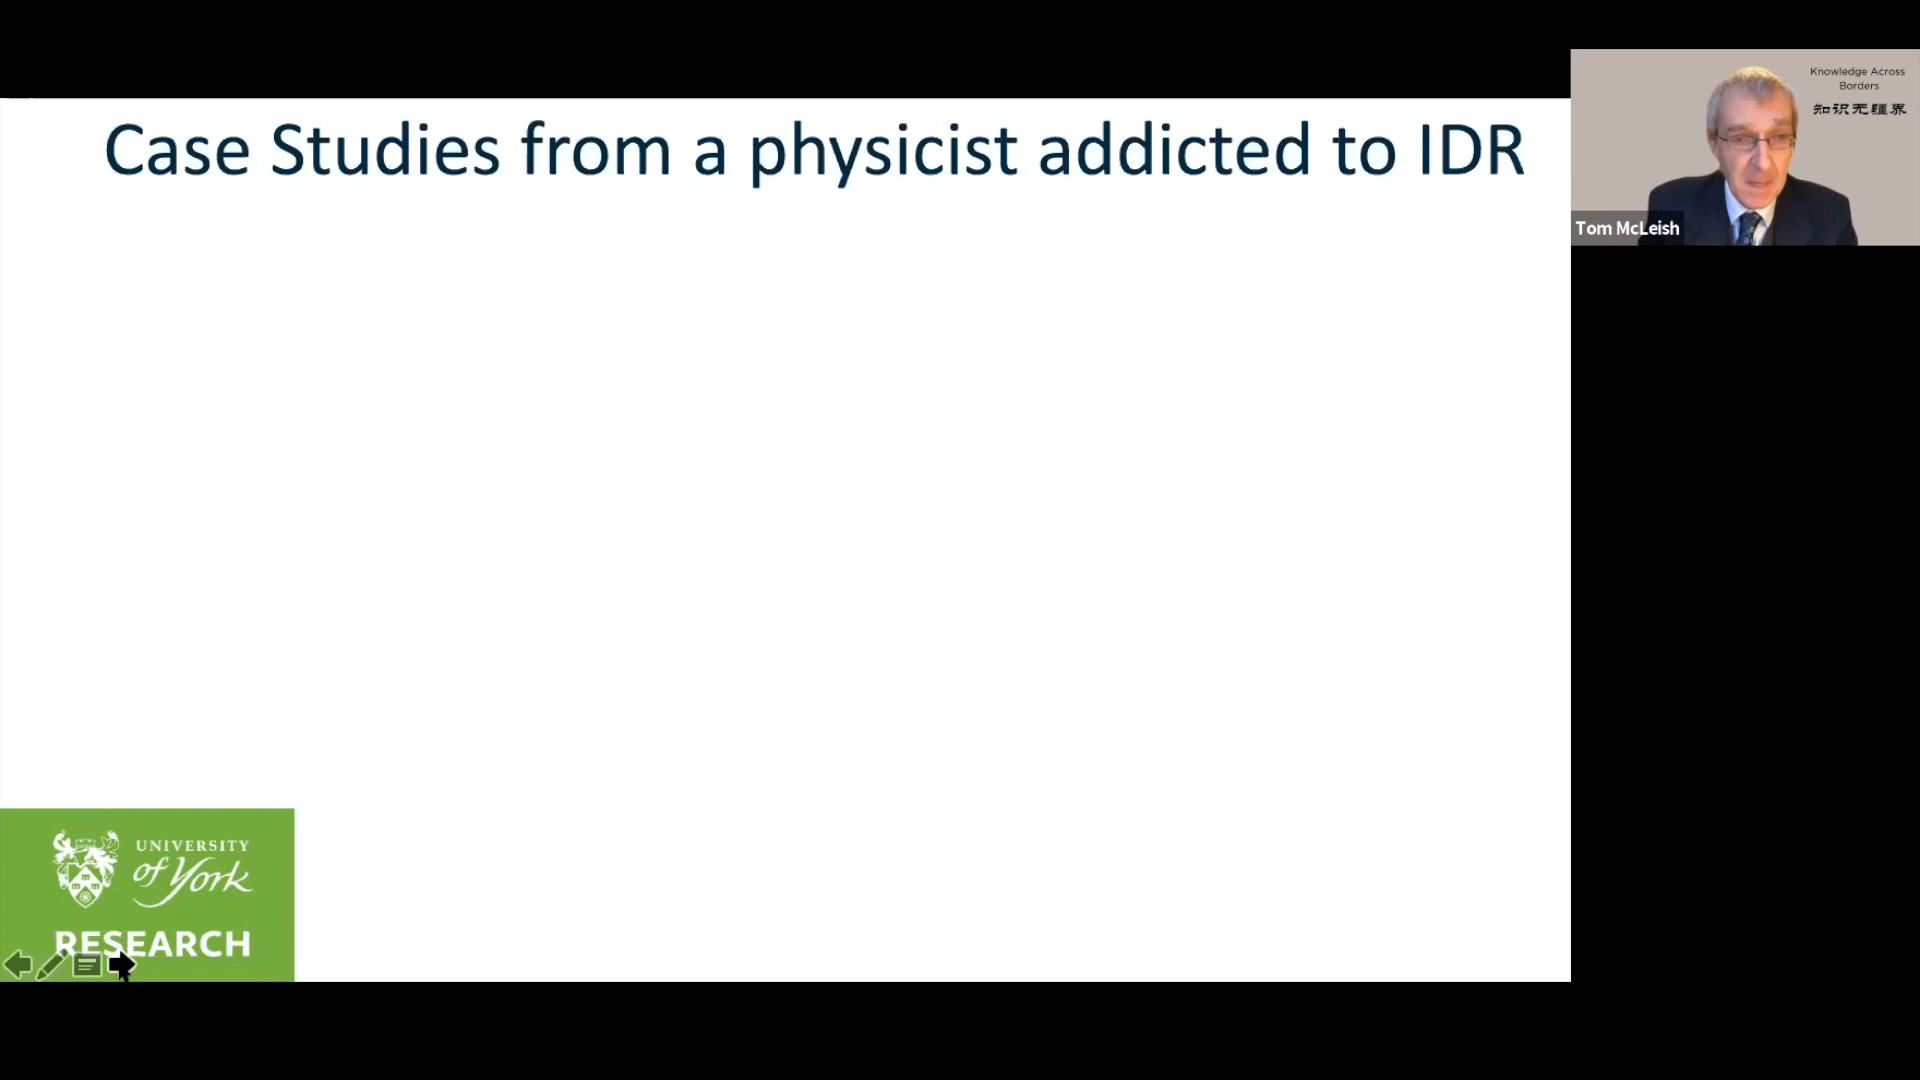 Case Studies from a physicist addicted to IDR
Knowledge Across
Borders
知识无疆界
Tom McLeish
UNIVERSITY
of York
RESEARCH